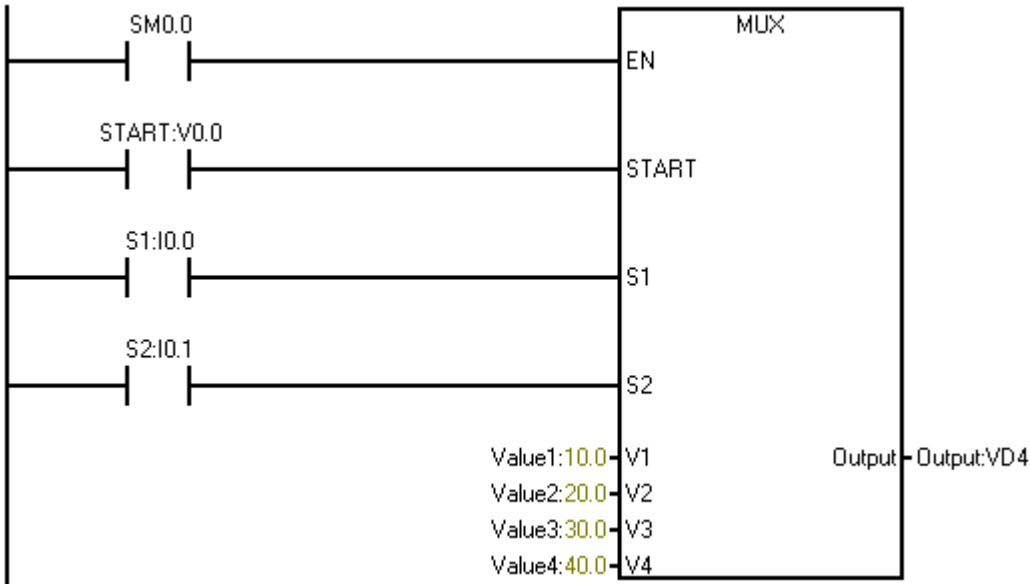 SM0.0
MUX
EN
START:V0.0
START
S1:I0.0
S1
S2:I0.1
S2
Value1:10.0 V1 Output Output:VD4
Value2:20.0 V2
Value3:30.0 V3
Value4:40.0 V4